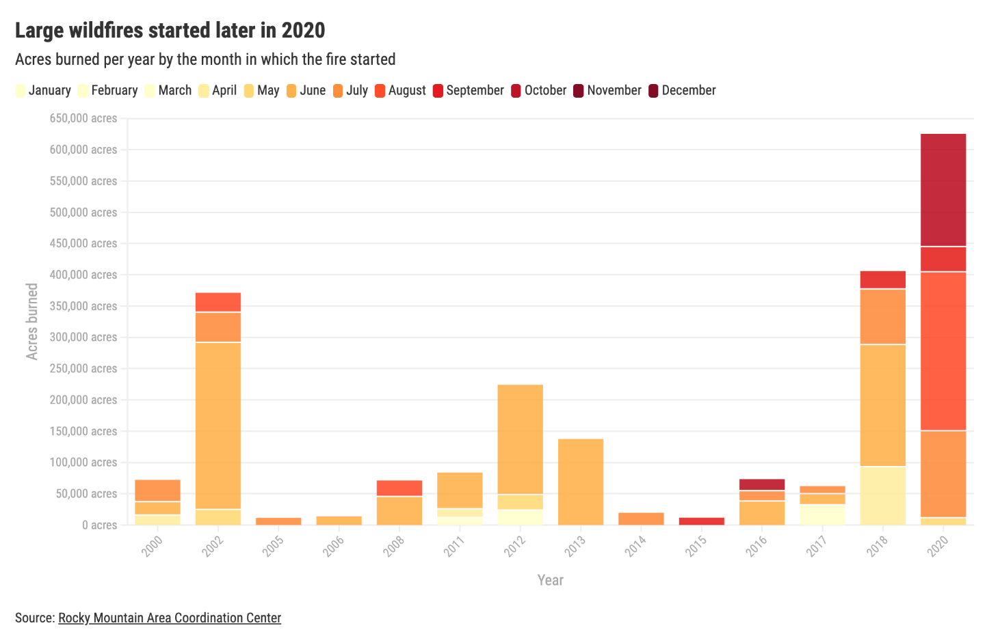 Large wildfires started later in 2020
Acres burned per year by the month in which the fire started
January February March April May June July August September October November December
650,000 acres
600,000 acres
550,000 acres
500,000 acres
450,000 acres
400,000 acres
350,000 acres
300,000 acres
250,000 acres
200,000 acres
150,000 acres
100,000 acres
50,000 acres
0 acres
Acres burned
2000 2002 2005 2006 2008 2011 2012 2013 2014 2015 2016 2017 2018 2020
Year
Source: Rocky Mountain Area Coordination Center